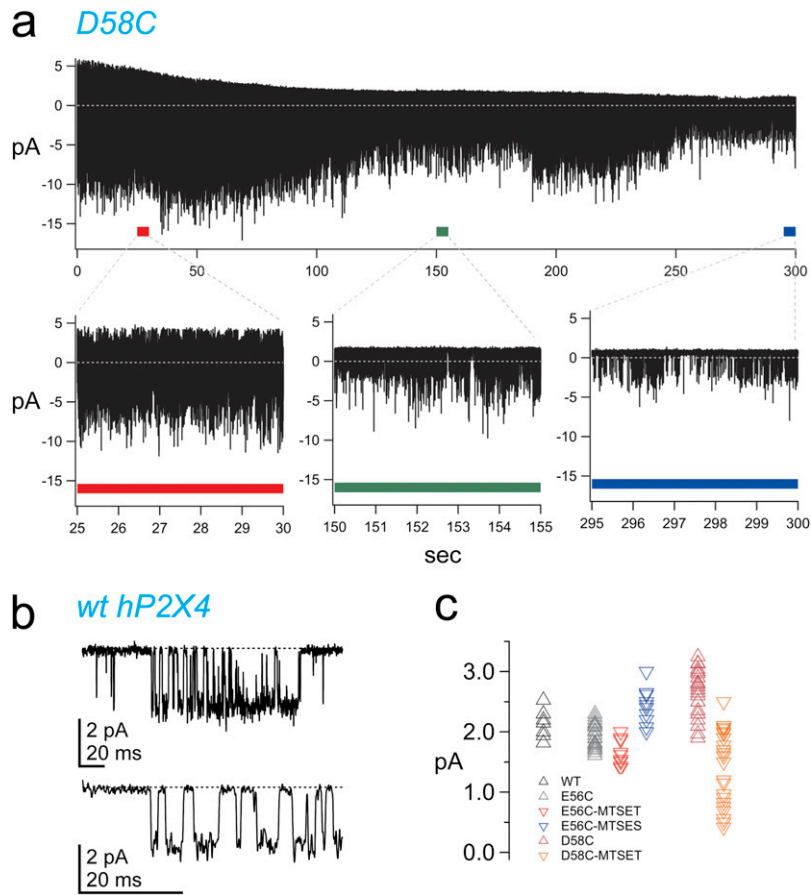 a D58C
5
0
-5
-10
-15
pA
0 50 100 150 200 250 300
5
0
-5
-10
-15
pA
25 26 27 28 29 30
5
0
-5
-10
-15
150 151 152 153 154 155
5
0
-5
-10
-15
295 296 297 298 299 300
sec
b wt hP2X4
2 pA
20 ms
2 pA
20 ms
c
3.0
2.0
1.0
0.0
pA
WT
E56C
E56C-MTSET
E56C-MTSES
D58C
D58C-MTSET